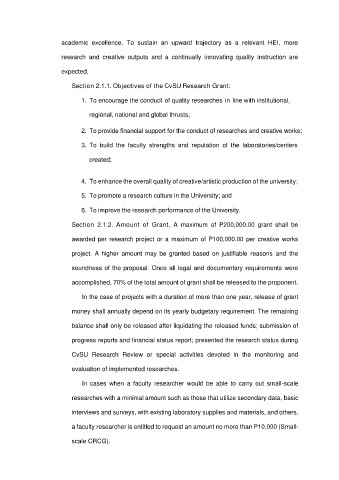 academic excellence. To sustain an upward trajectory as a relevant HEI, more
research and creative outputs and a continually innovating quality instruction are
expected.
Section 2.1.1. Objectives of the CvSU Research Grant:
1. To encourage the conduct of quality researches in line with institutional,
regional, national and global thrusts;
2. To provide financial support for the conduct of researches and creative works;
3. To build the faculty strengths and reputation of the laboratories/centers
created;
4. To enhance the overall quality of creative/artistic production of the university;
5. To promote a research culture in the University; and
6. To improve the research performance of the University.
Section 2.1.2. Amount of Grant. A maximum of P200,000.00 grant shall be
awarded per research project or a maximum of P100,000.00 per creative works
project. A higher amount may be granted based on justifiable reasons and the
soundness of the proposal. Once all legal and documentary requirements were
accomplished, 70% of the total amount of grant shall be released to the proponent.
In the case of projects with a duration of more than one year, release of grant
money shall annually depend on its yearly budgetary requirement. The remaining
balance shall only be released after liquidating the released funds; submission of
progress reports and financial status report; presented the research status during
CvSU Research Review or special activities devoted in the monitoring and
evaluation of implemented researches.
In cases when a faculty researcher would be able to carry out small-scale
researches with a minimal amount such as those that utilize secondary data, basic
interviews and surveys, with existing laboratory supplies and materials, and others,
a faculty researcher is entitled to request an amount no more than P10,000 (Small-
scale CRCG).